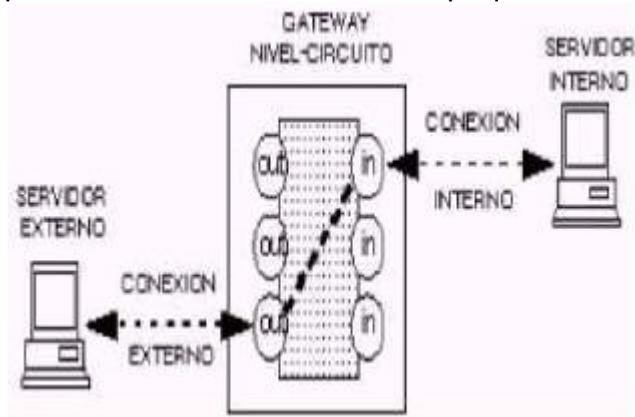 GATEWAY
NIVEL-CIRCUITO
SERVIDOR
INTERNO
CONEXION
INTERNO
out
in
out
in
out
in
SERVIDOR
EXTERNO
CONEXION
EXTERNO